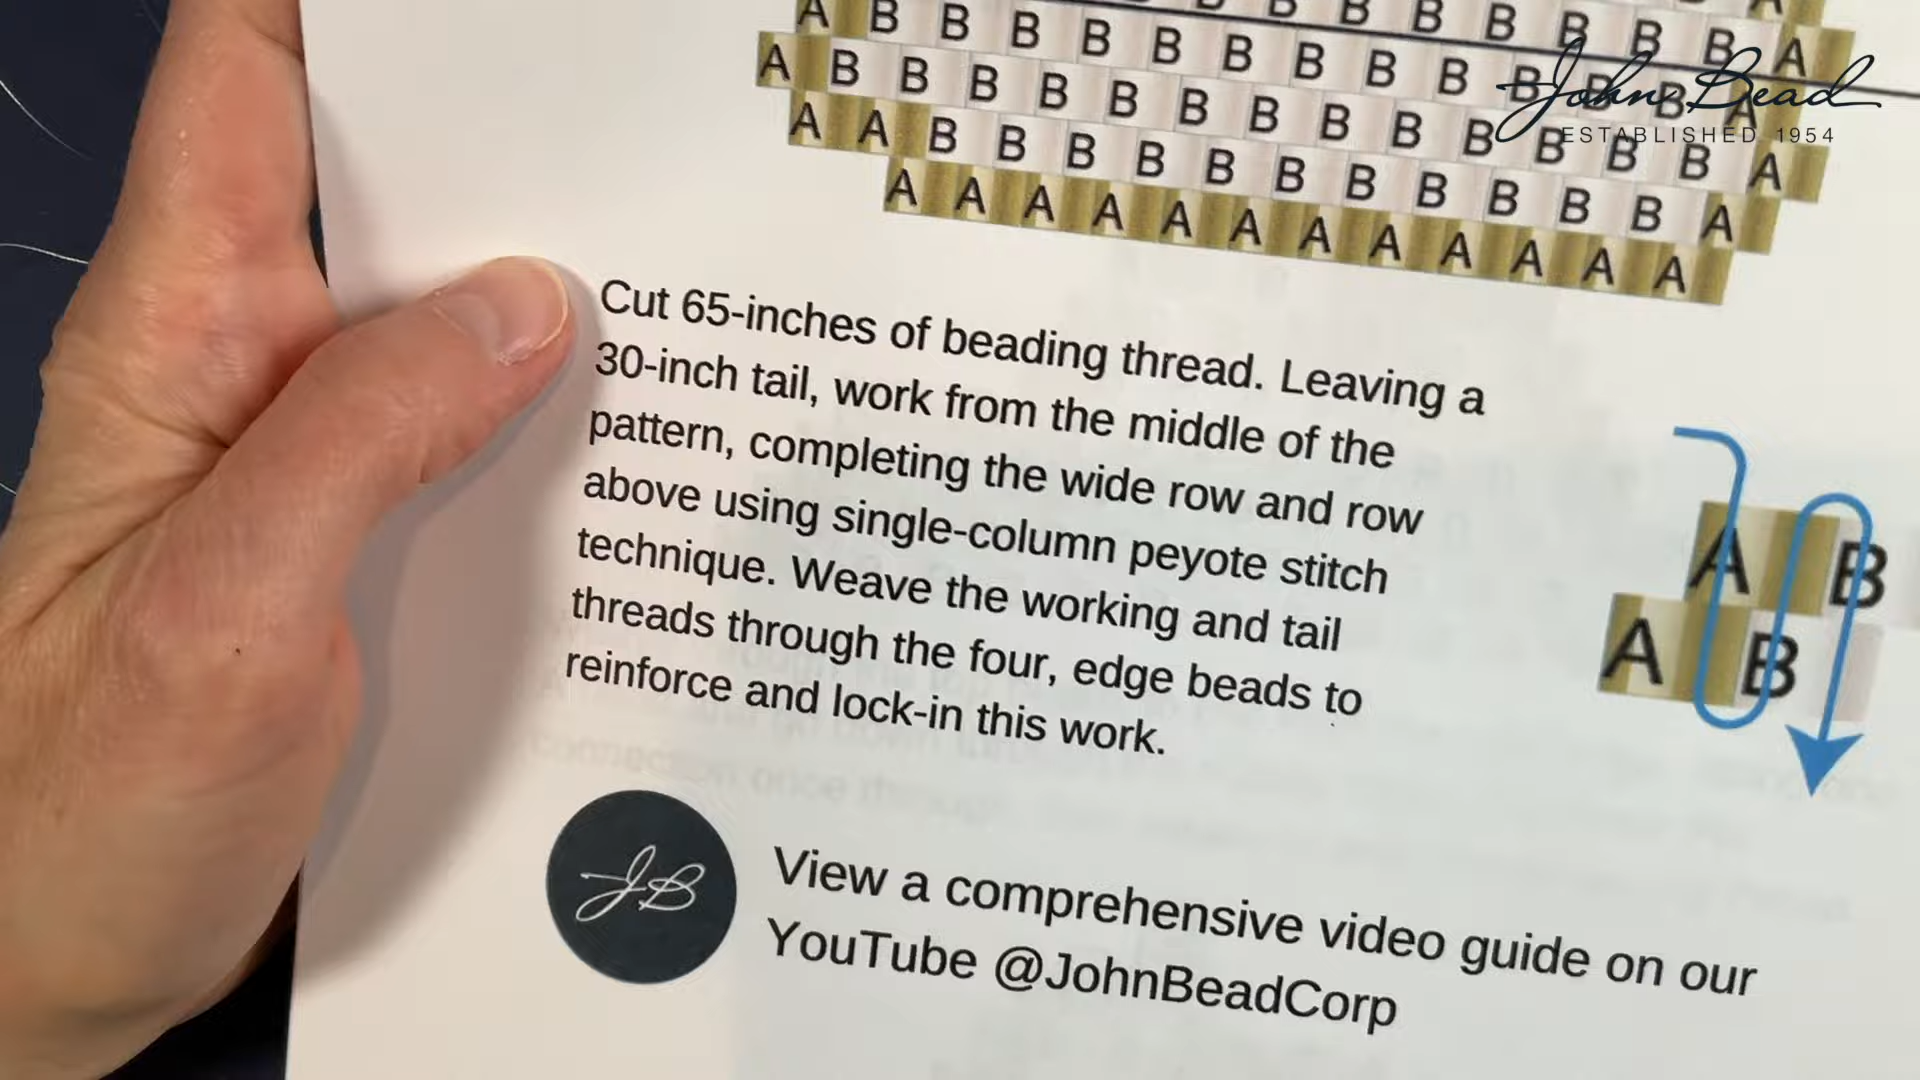 A B B B B B B B B B B B B A
A B B B B B B B B B B B B B A
A A B B B B B B B B B B B A
A A A A A A A A A A A A
John Bead
ESTABLISHED 1954
Cut 65-inches of beading thread. Leaving a
30-inch tail, work from the middle of the
pattern, completing the wide row and row
above using single-column peyote stitch
technique. Weave the working and tail
threads through the four, edge beads to
reinforce and lock-in this work.
A B
A B
JB
View a comprehensive video guide on our
YouTube @JohnBeadCorp